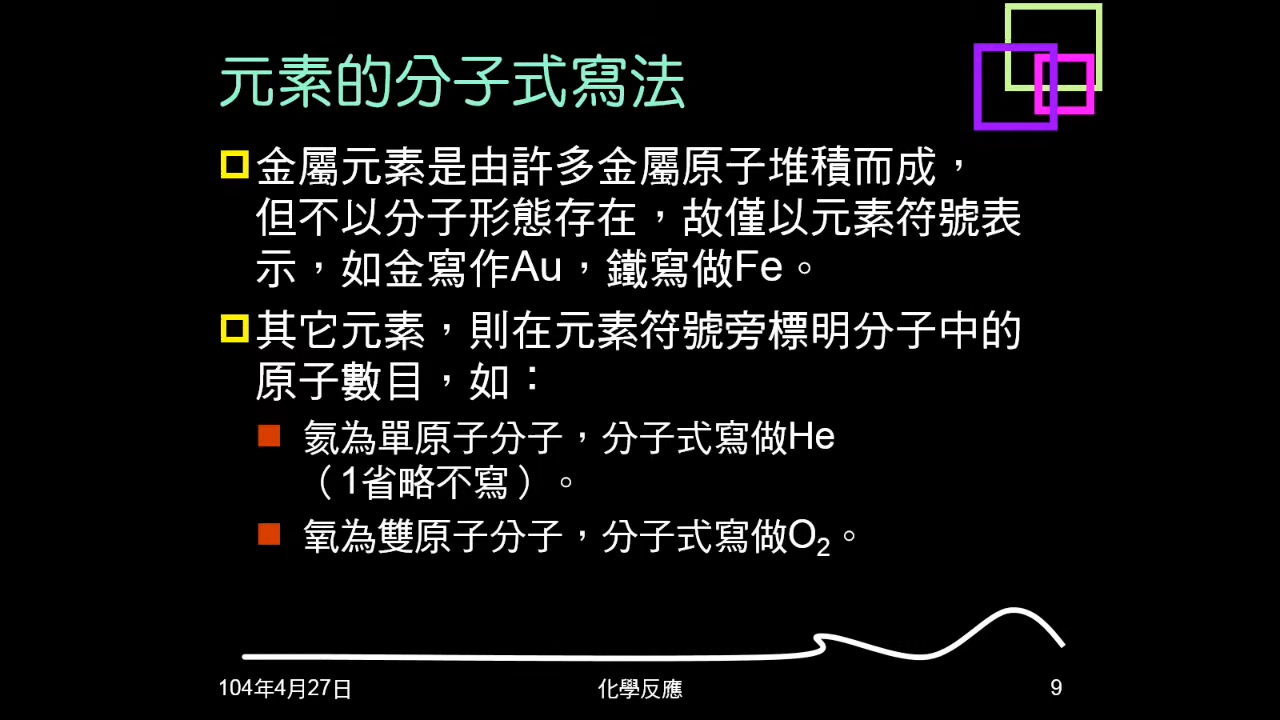 元素的分子式寫法
金屬元素是由許多金屬原子堆積而成，
但不以分子形態存在，故僅以元素符號表
示，如金寫作Au，鐵寫做Fe。
其它元素，則在元素符號旁標明分子中的
原子數目，如：
氦為單原子分子，分子式寫做He
（1省略不寫）。
氧為雙原子分子，分子式寫做O₂。
104年4月27日
化學反應
9